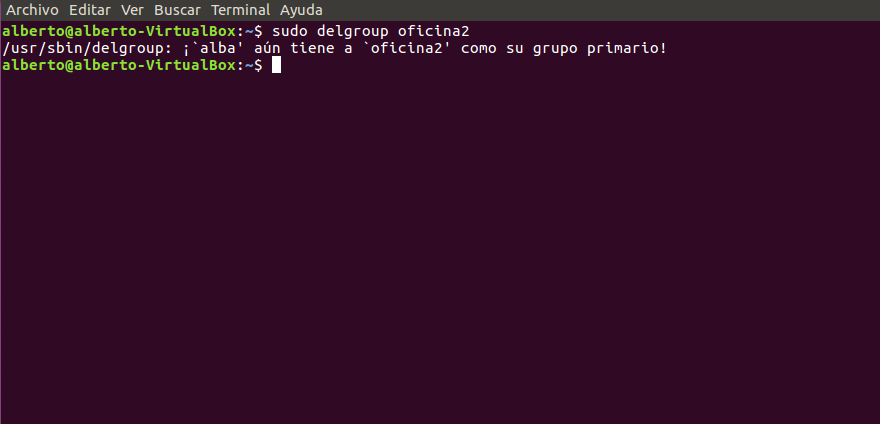 Archivo Editar Ver Buscar Terminal Ayuda
alberto@alberto-VirtualBox:~$ sudo delgroup oficina2
/usr/sbin/delgroup: ¡`alba' aún tiene a `oficina2' como su grupo primario!
alberto@alberto-VirtualBox:~$